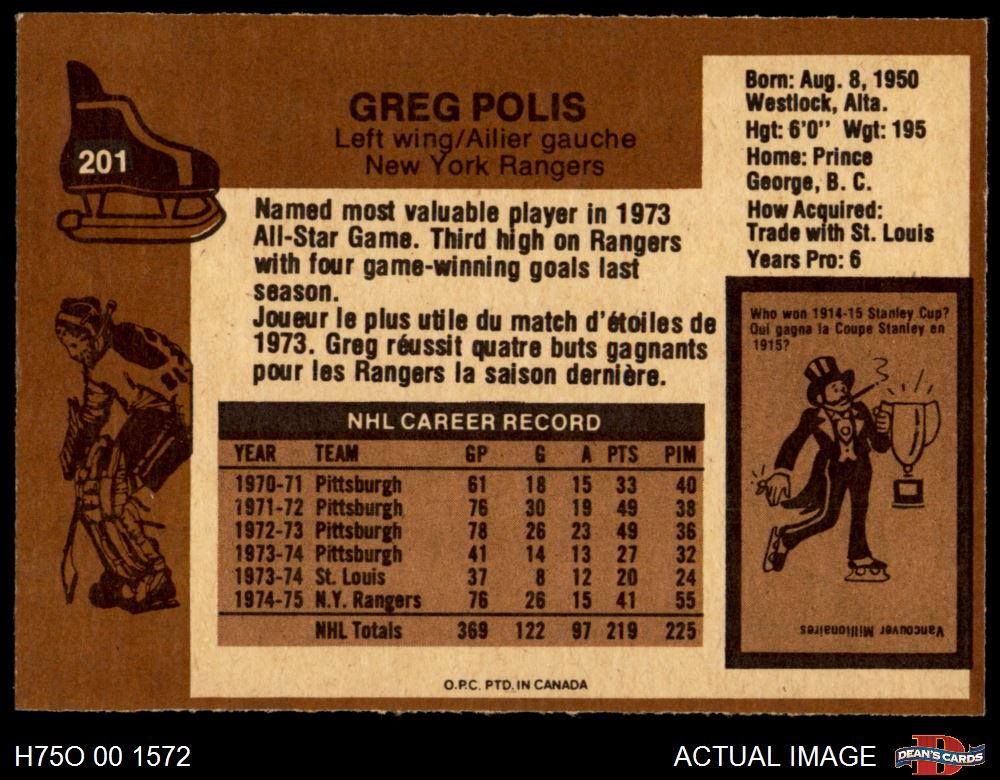 201
GREG POLIS
Left wing/Ailier gauche
New York Rangers
Born: Aug. 8, 1950
Westlock, Alta.
Hgt: 6'0" Wgt: 195
Home: Prince
George, B. C.
How Acquired:
Trade with St. Louis
Years Pro: 6
Named most valuable player in 1973
All-Star Game. Third high on Rangers
with four game-winning goals last
season.
Joueur le plus utile du match d'étoiles de
1973. Greg réussit quatre buts gagnants
pour les Rangers la saison dernière.
Who won 1914-15 Stanley Cup?
Qui gagna la Coupe Stanley en
1915?
Vancouver Millionaires
NHL CAREER RECORD
YEAR TEAM GP G A PTS PIM
1970-71 Pittsburgh 61 18 15 33 40
1971-72 Pittsburgh 76 30 19 49 38
1972-73 Pittsburgh 78 26 23 49 36
1973-74 Pittsburgh 41 14 13 27 32
1973-74 St. Louis 37 8 12 20 24
1974-75 N.Y. Rangers 76 26 15 41 55
NHL Totals 369 122 97 219 225
O.P.C. PTD. IN CANADA
H75O 00 1572
ACTUAL IMAGE
D
DEAN'S CARDS